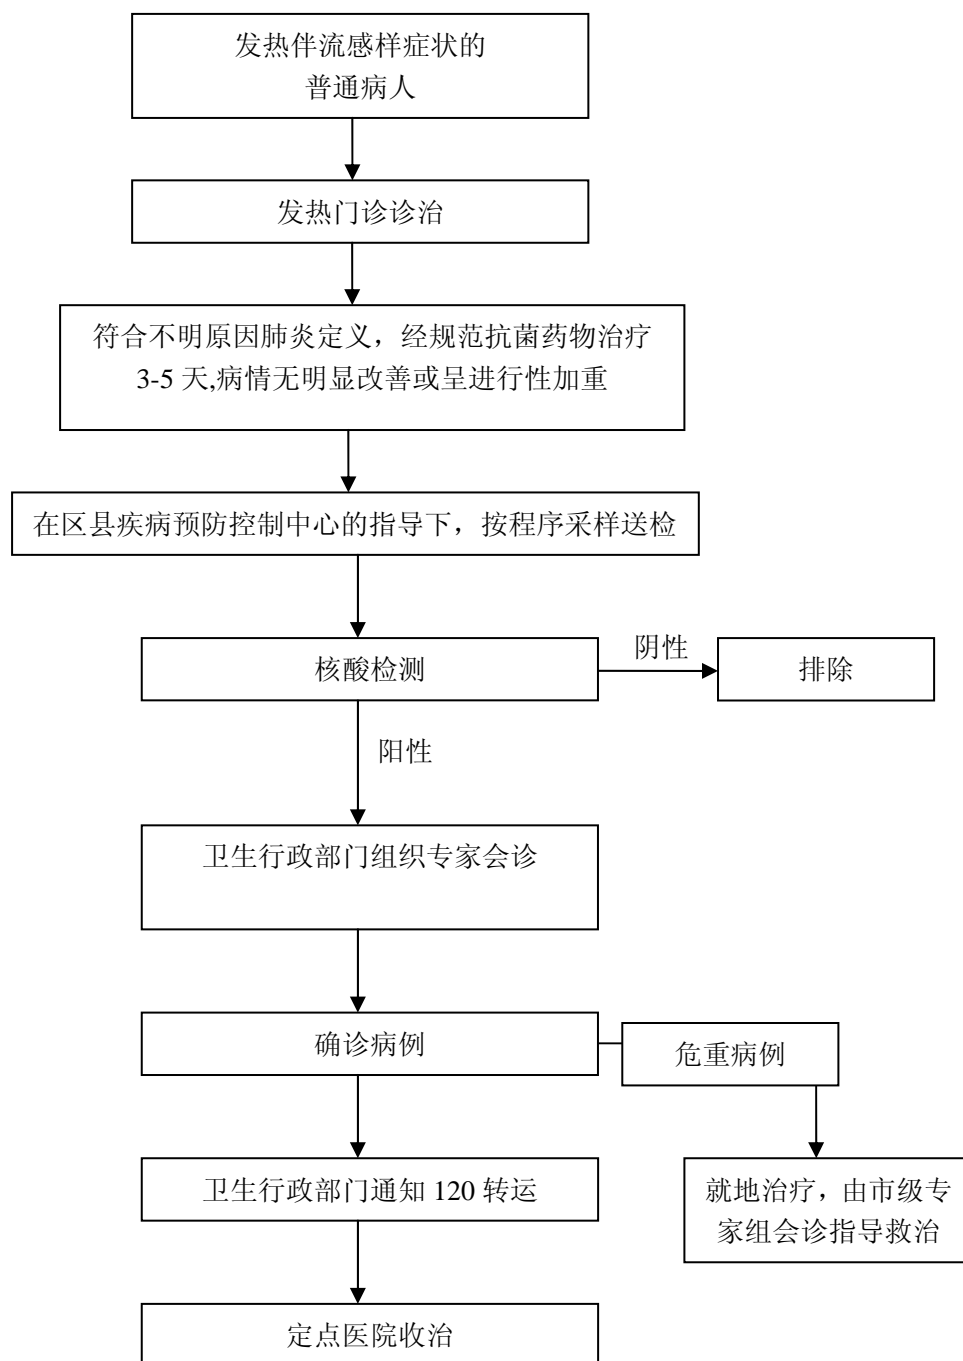 发热伴流感样症状的
普通病人
发热门诊诊治
符合不明原因肺炎定义，经规范抗菌药物治疗
3-5 天,病情无明显改善或呈进行性加重
在区县疾病预防控制中心的指导下，按程序采样送检
核酸检测
阴性
排除
阳性
卫生行政部门组织专家会诊
确诊病例
危重病例
卫生行政部门通知 120 转运
就地治疗，由市级专
家组会诊指导救治
定点医院收治